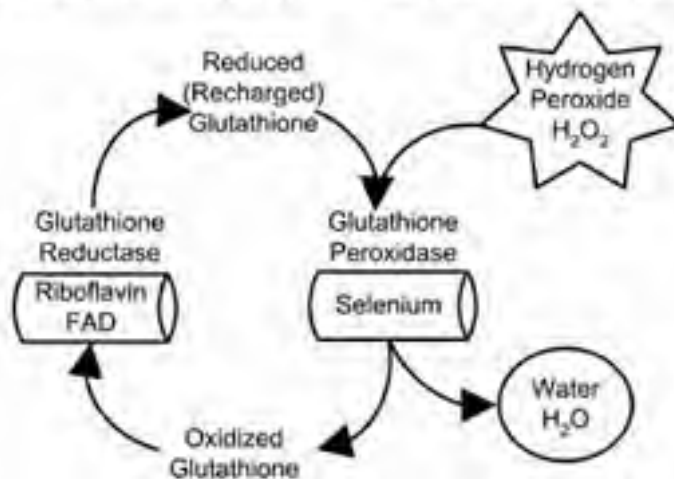 Reduced
(Recharged)
Glutathione
Hydrogen
Peroxide
H₂O₂
Glutathione
Reductase
Riboflavin
FAD
Glutathione
Peroxidase
Selenium
Water
H₂O
Oxidized
Glutathione